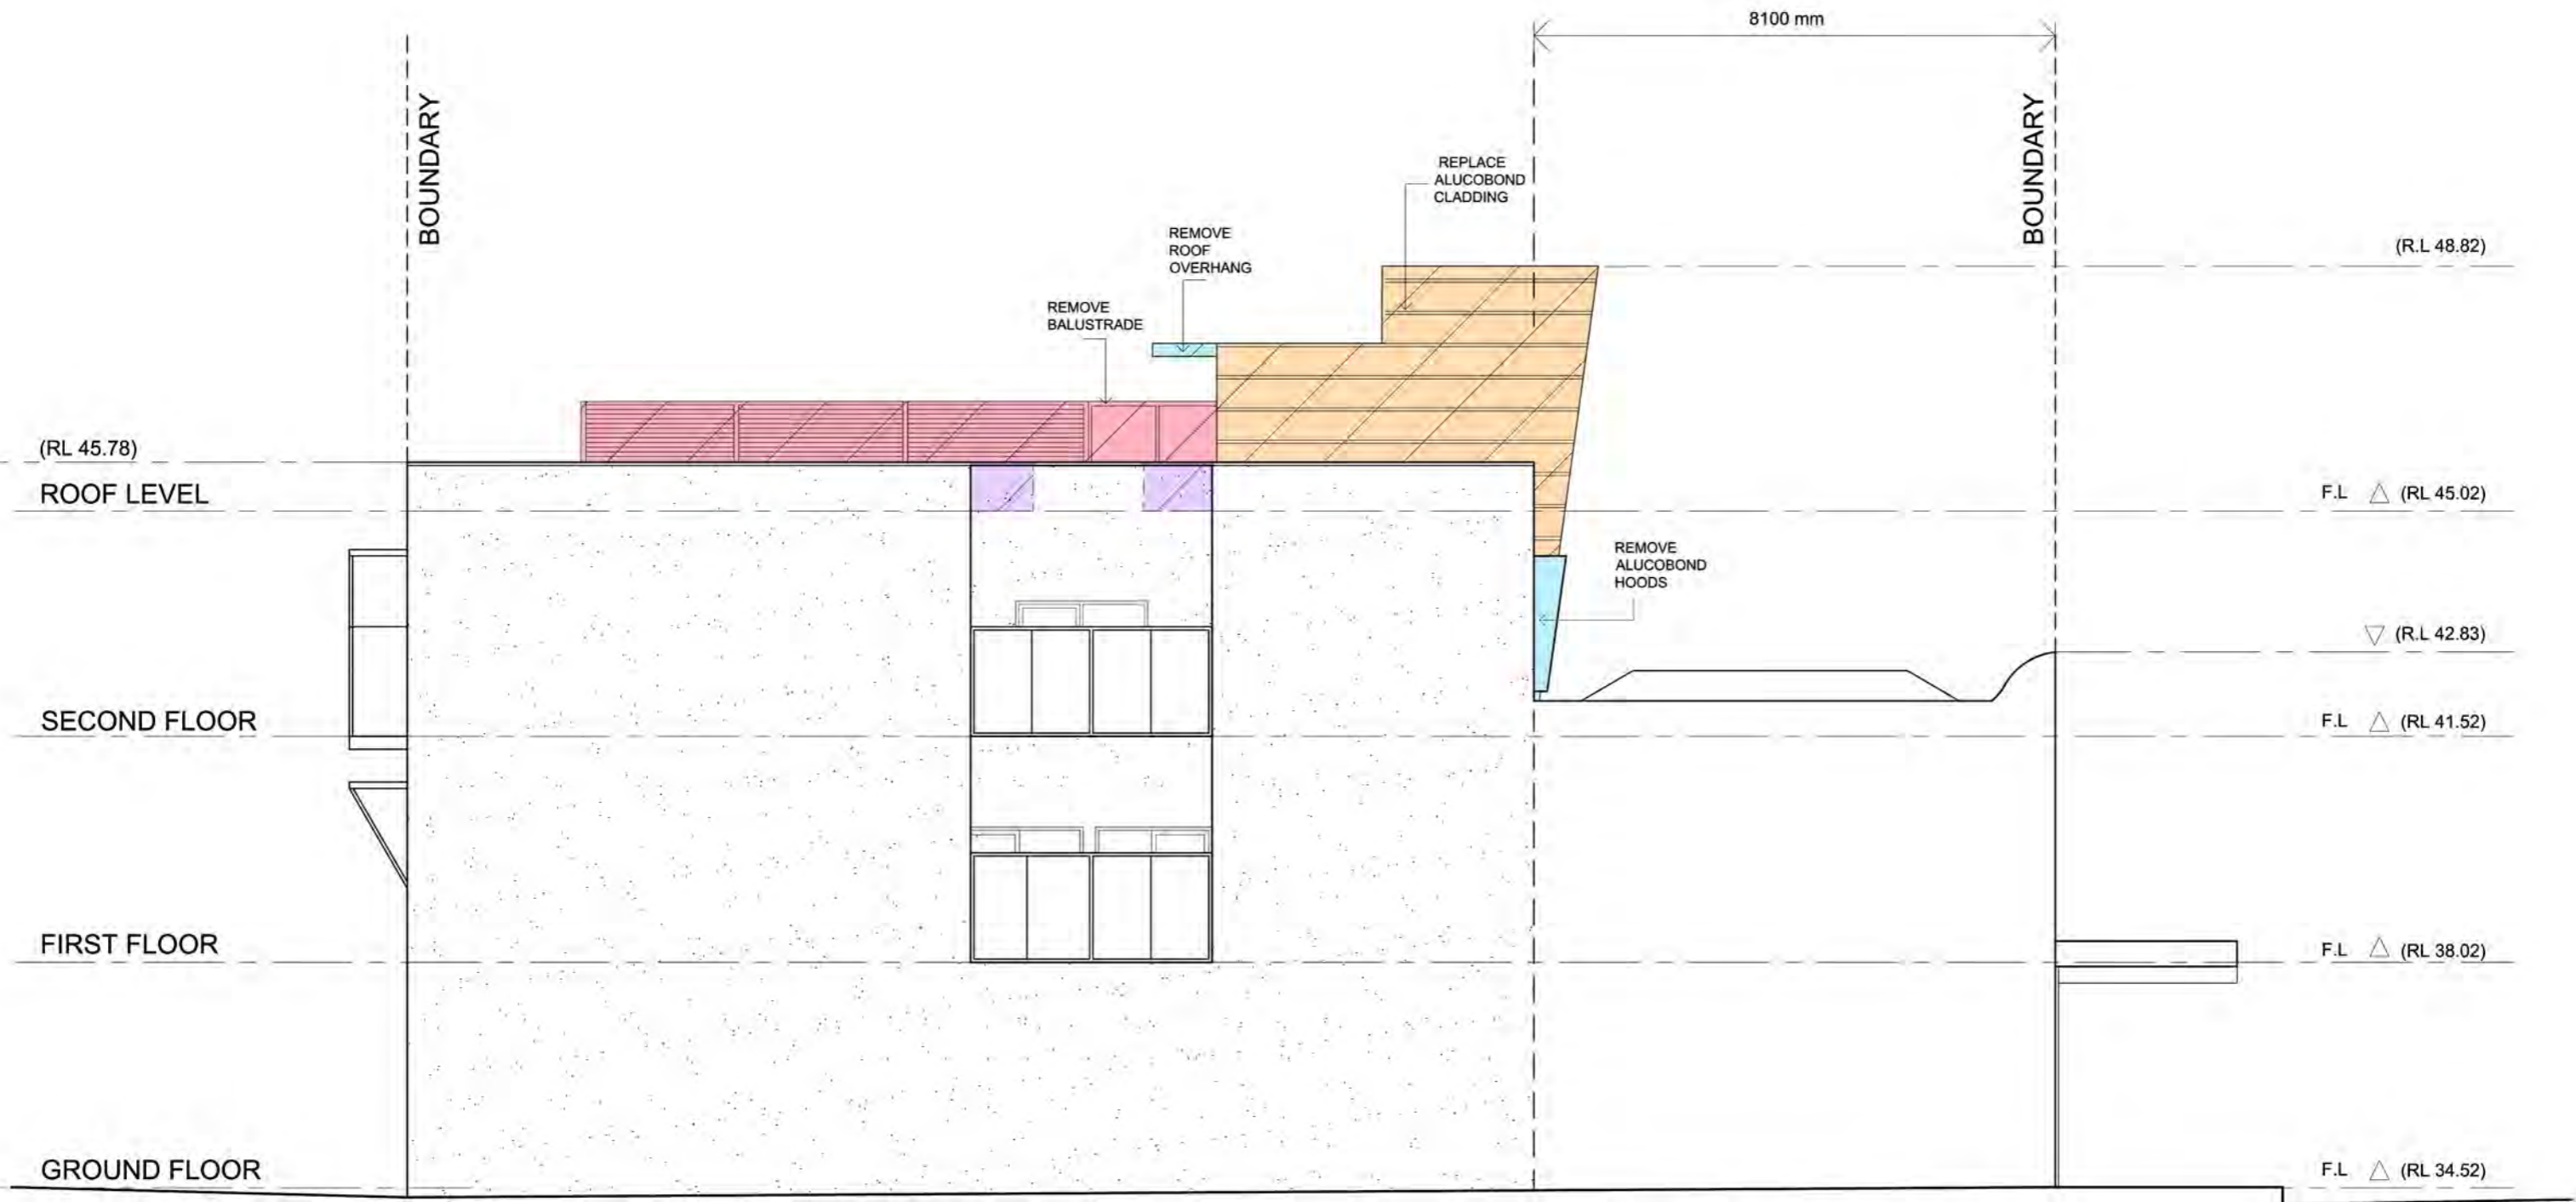 8100 mm
BOUNDARY
BOUNDARY
REPLACE
ALUCOBOND
CLADDING
REMOVE
ROOF
OVERHANG
(R.L 48.82)
REMOVE
BALUSTRADE
(RL 45.78)
ROOF LEVEL
F.L (RL 45.02)
REMOVE
ALUCOBOND
HOODS
(R.L 42.83)
SECOND FLOOR
F.L (RL 41.52)
FIRST FLOOR
F.L (RL 38.02)
GROUND FLOOR
F.L (RL 34.52)